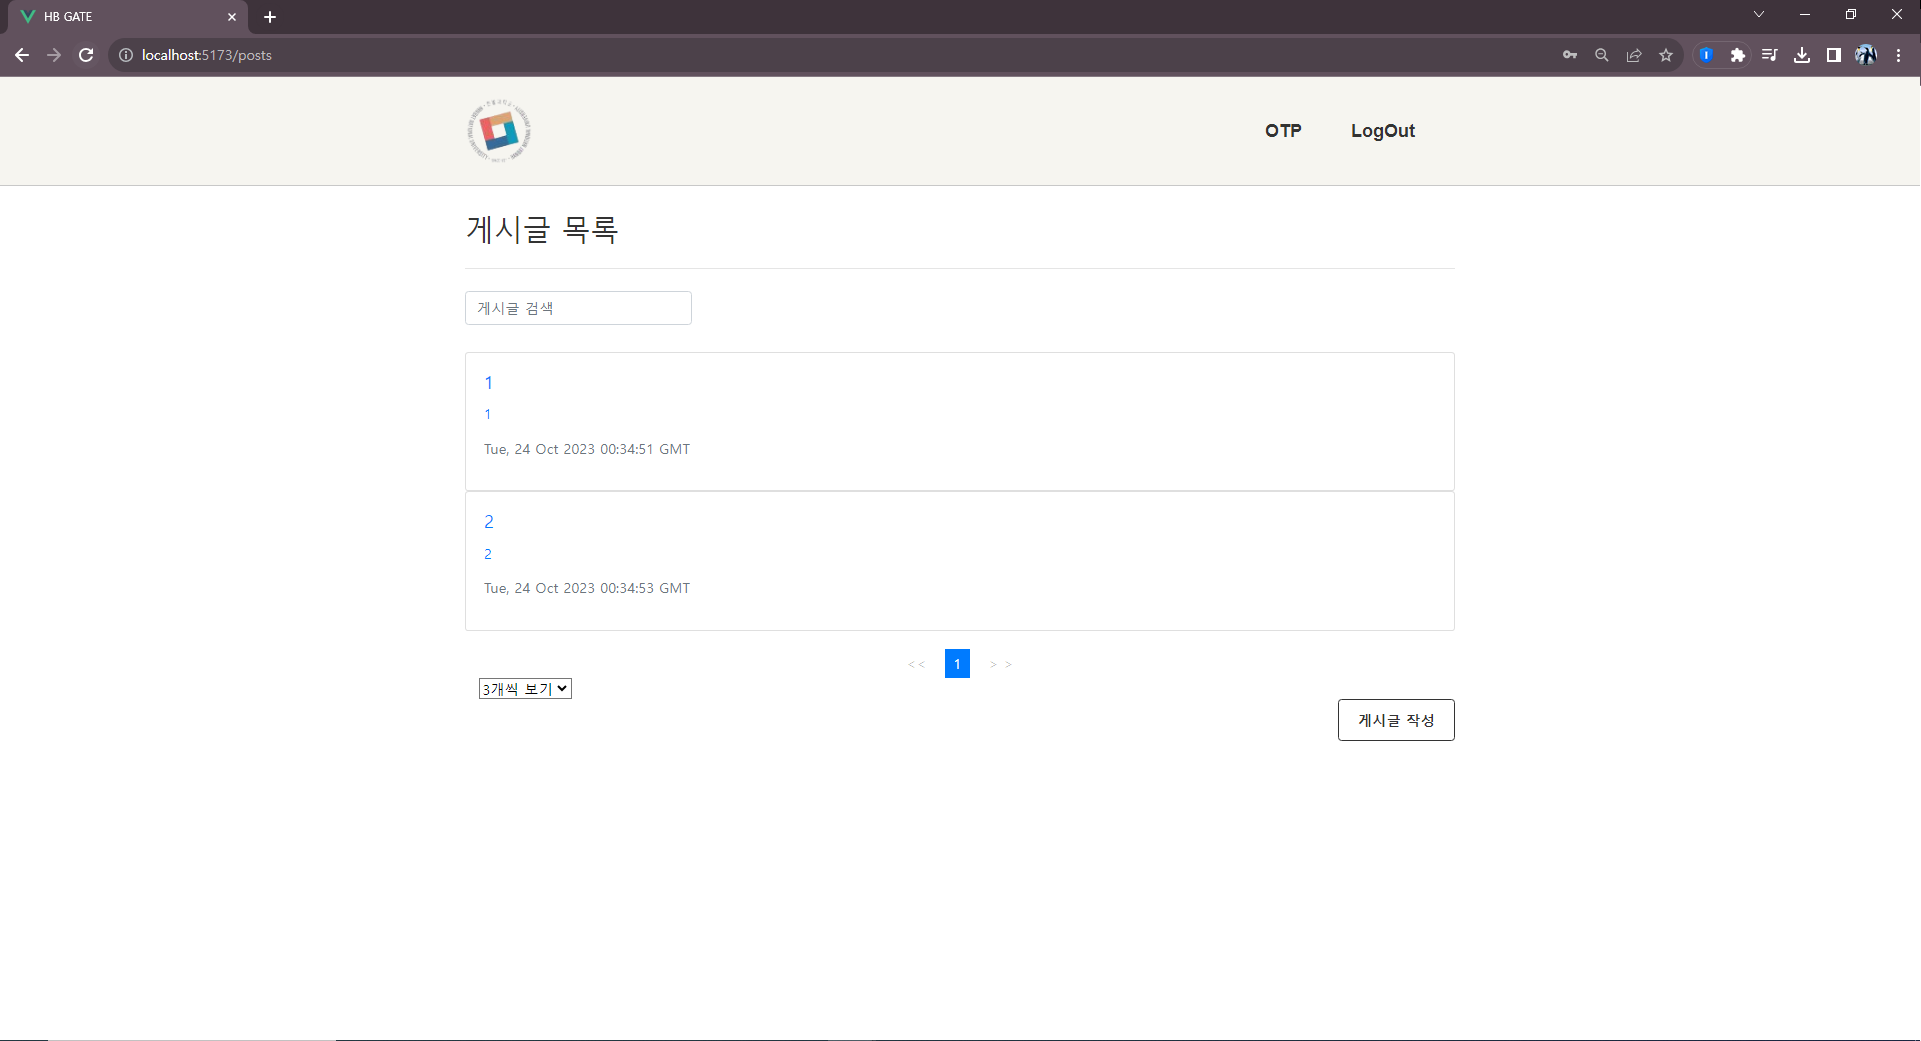 HB GATE
localhost:5173/posts
OTP LogOut
게시글 목록
게시글 검색
1
1
Tue, 24 Oct 2023 00:34:51 GMT
2
2
Tue, 24 Oct 2023 00:34:53 GMT
<< 1 > >
3개씩 보기
게시글 작성